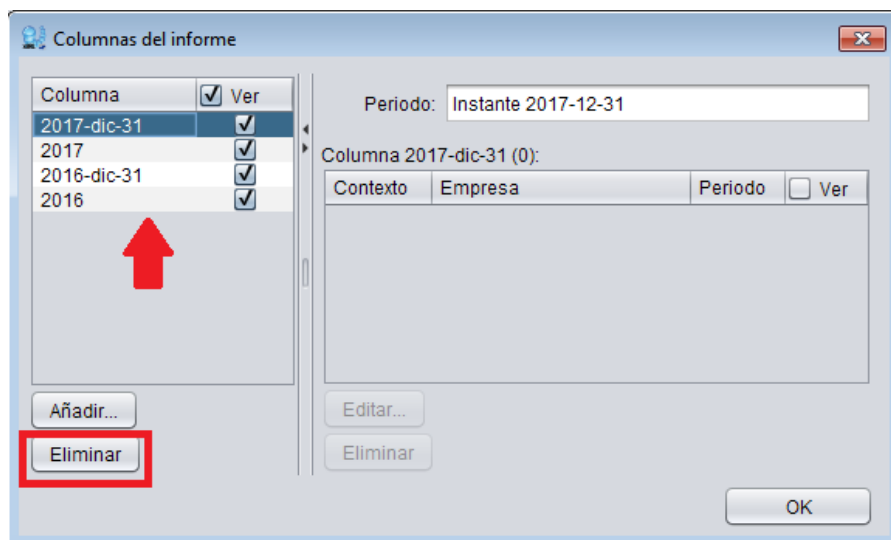 Columnas del informe
Columna Ver
2017-dic-31
2017
2016-dic-31
2016
Añadir...
Eliminar
Periodo: Instante 2017-12-31
Columna 2017-dic-31 (0):
Contexto Empresa Periodo Ver
Editar...
Eliminar
OK